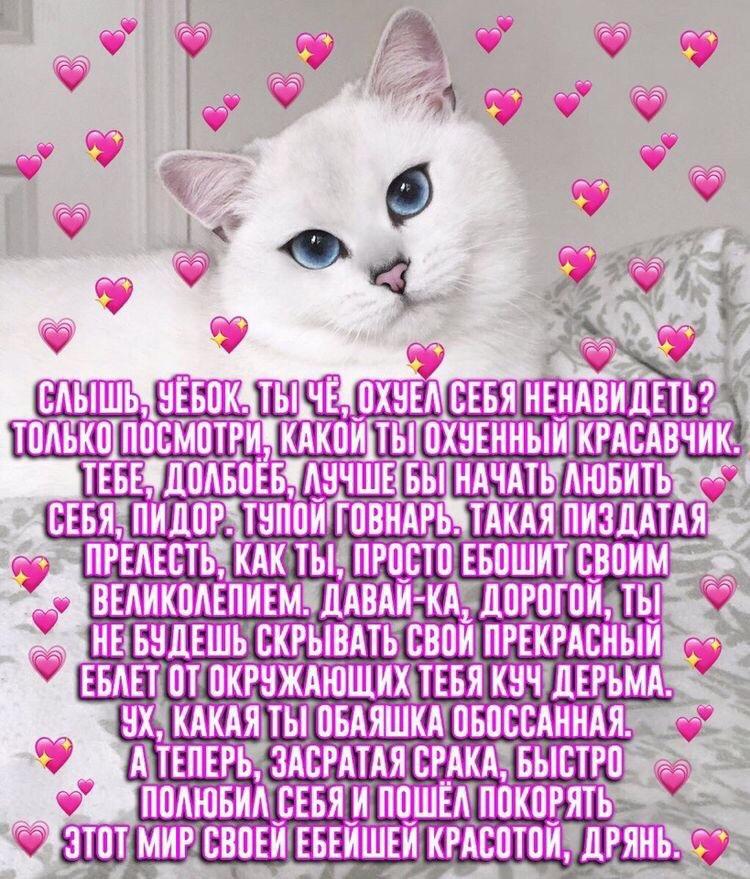 СЛЫШЬ, УЁБОК. ТЫ ЧЁ, ОХУЕЛ СЕБЯ НЕНАВИДЕТЬ?
ТОЛЬКО ПОСМОТРИ, КАКОЙ ТЫ ОХУЕННЫЙ КРАСАВЧИК.
ТЕБЕ, ДОЛБОЁБ, ЛУЧШЕ БЫ НАЧАТЬ ЛЮБИТЬ
СЕБЯ, ПИДОР. ТУПОЙ ГОВНАРЬ. ТАКАЯ ПИЗДАТАЯ
ПРЕЛЕСТЬ, КАК ТЫ, ПРОСТО ЕБОШИТ СВОИМ
ВЕЛИКОЛЕПИЕМ. ДАВАЙ-КА, ДОРОГОЙ, ТЫ
НЕ БУДЕШЬ СКРЫВАТЬ СВОЙ ПРЕКРАСНЫЙ
ЕБЛЕТ ОТ ОКРУЖАЮЩИХ ТЕБЯ КУЧ ДЕРЬМА.
УХ, КАКАЯ ТЫ ОБАЯШКА ОБОССАННАЯ.
А ТЕПЕРЬ, ЗАСРАТАЯ СРАКА, БЫСТРО
ПОЛЮБИЛ СЕБЯ И ПОШЁЛ ПОКОРЯТЬ
ЭТОТ МИР СВОЕЙ ЕБЕЙШЕЙ КРАСОТОЙ, ДРЯНЬ.